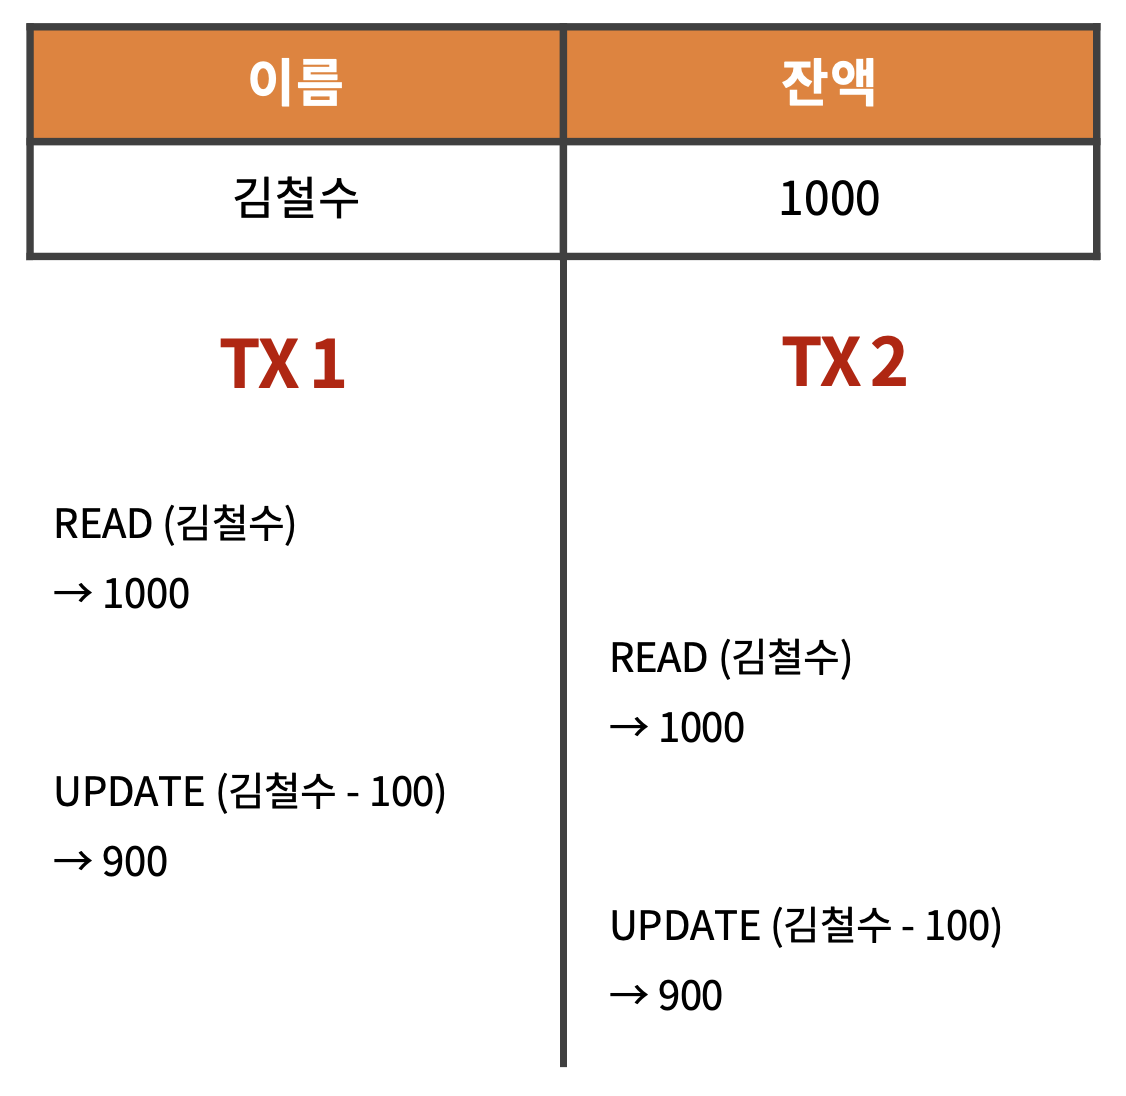 이름
잔액
김철수
1000
TX 1
TX 2
READ (김철수)
→ 1000
READ (김철수)
→ 1000
UPDATE (김철수 - 100)
→ 900
UPDATE (김철수 - 100)
→ 900